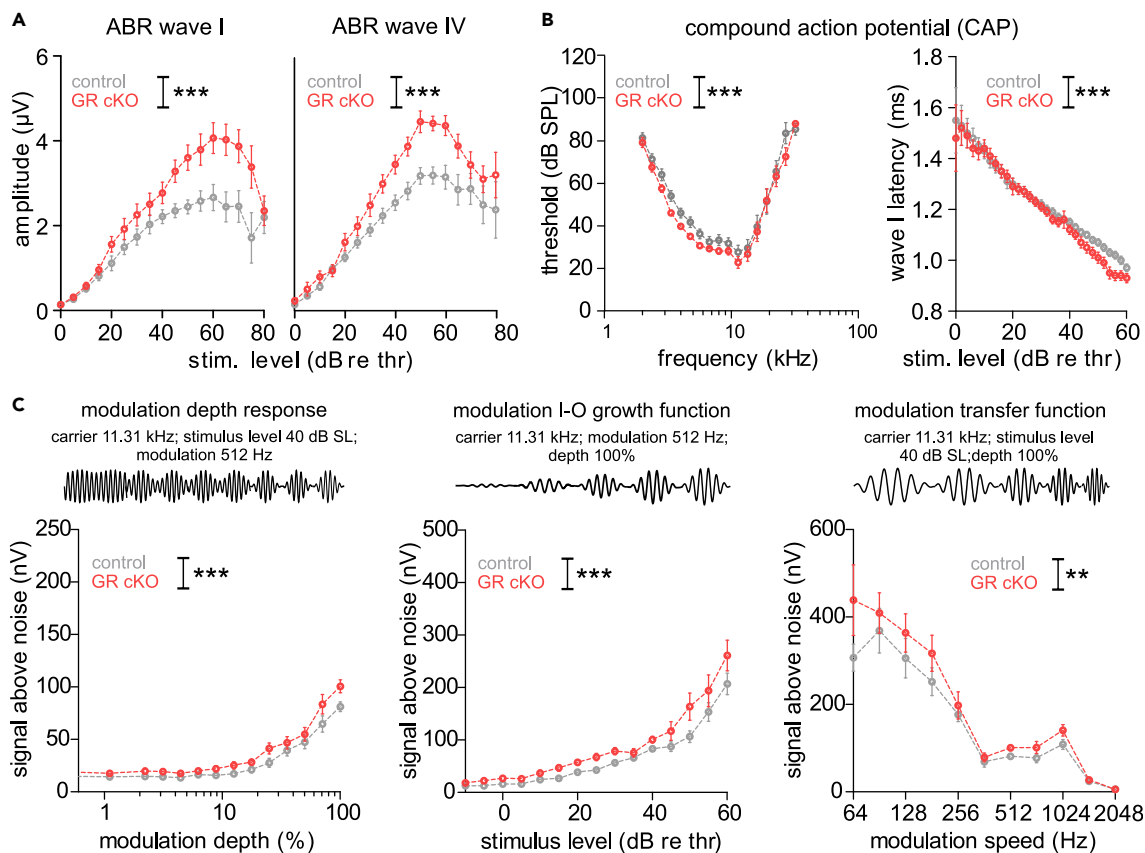 A
ABR wave I
ABR wave IV
control
GR cKO
***
control
GR cKO
***
amplitude (µV)
6
4
2
0
0 20 40 60 80
0 20 40 60 80
stim. level (dB re thr)
B
compound action potential (CAP)
control
GR cKO
***
threshold (dB SPL)
120
100
80
60
40
20
0
1 10 100
frequency (kHz)
control
GR cKO
***
wave I latency (ms)
1.8
1.6
1.4
1.2
1.0
0.8
0 20 40 60
stim. level (dB re thr)
C
modulation depth response
carrier 11.31 kHz; stimulus level 40 dB SL;
modulation 512 Hz
control
GR cKO
***
signal above noise (nV)
250
200
150
100
50
0
1 10 100
modulation depth (%)
modulation I-O growth function
carrier 11.31 kHz; modulation 512 Hz;
depth 100%
control
GR cKO
***
signal above noise (nV)
500
400
300
200
100
0
0 20 40 60
stimulus level (dB re thr)
modulation transfer function
carrier 11.31 kHz; stimulus level
40 dB SL;depth 100%
control
GR cKO
**
signal above noise (nV)
600
400
200
0
64 128 256 512 1024 2048
modulation speed (Hz)